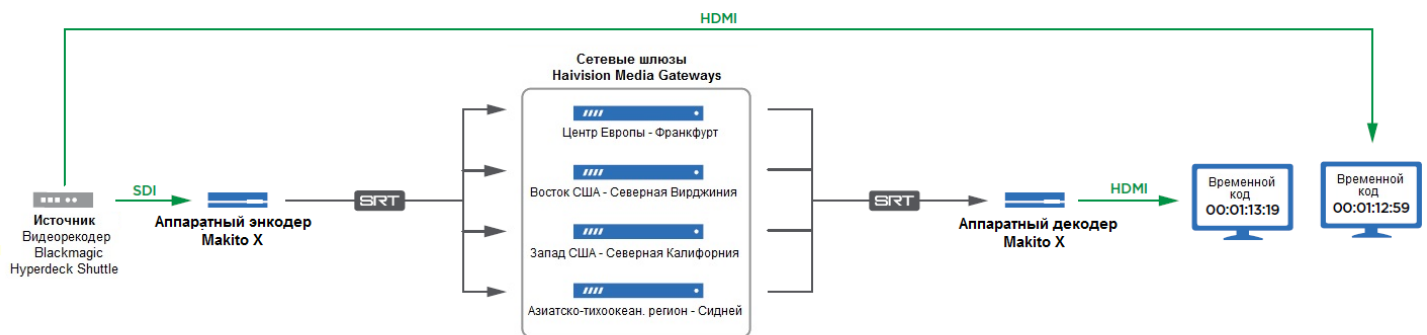 HDMI
Сетевые шлюзы
Haivision Media Gateways
Центр Европы - Франкфурт
Восток США - Северная Вирджиния
Запад США - Северная Калифорния
Азиатско-тихоокеан. регион - Сидней
SDI
Источник
Видеорекодер
Blackmagic
Hyperdeck Shuttle
Аппаратный энкодер
Makito X
SRT
SRT
Аппаратный декодер
Makito X
HDMI
Временной
код
00:01:13:19
Временной
код
00:01:12:59